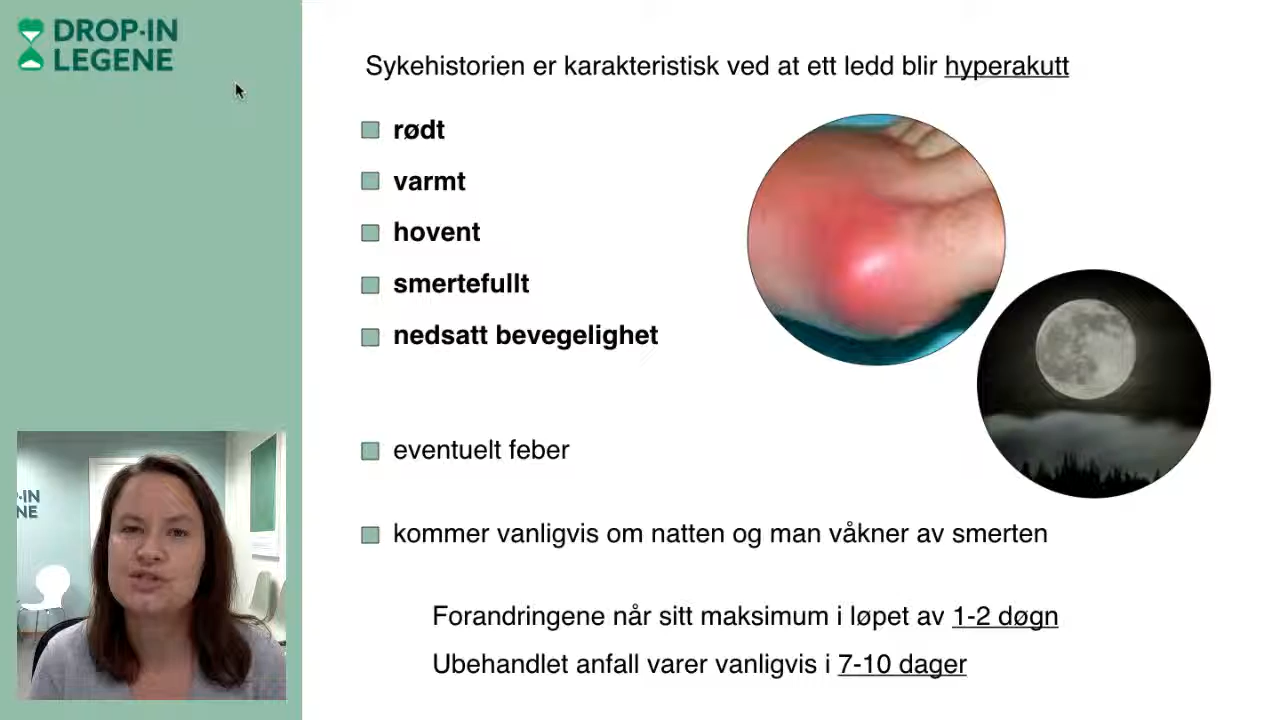 DROP-IN
LEGENE
Sykehistorien er karakteristisk ved at ett ledd blir hyperakutt
rødt
varmt
hovent
smertefullt
nedsatt bevegelighet
eventuelt feber
kommer vanligvis om natten og man våkner av smerten
Forandringene når sitt maksimum i løpet av 1-2 døgn
Ubehandlet anfall varer vanligvis i 7-10 dager
-IN
NE